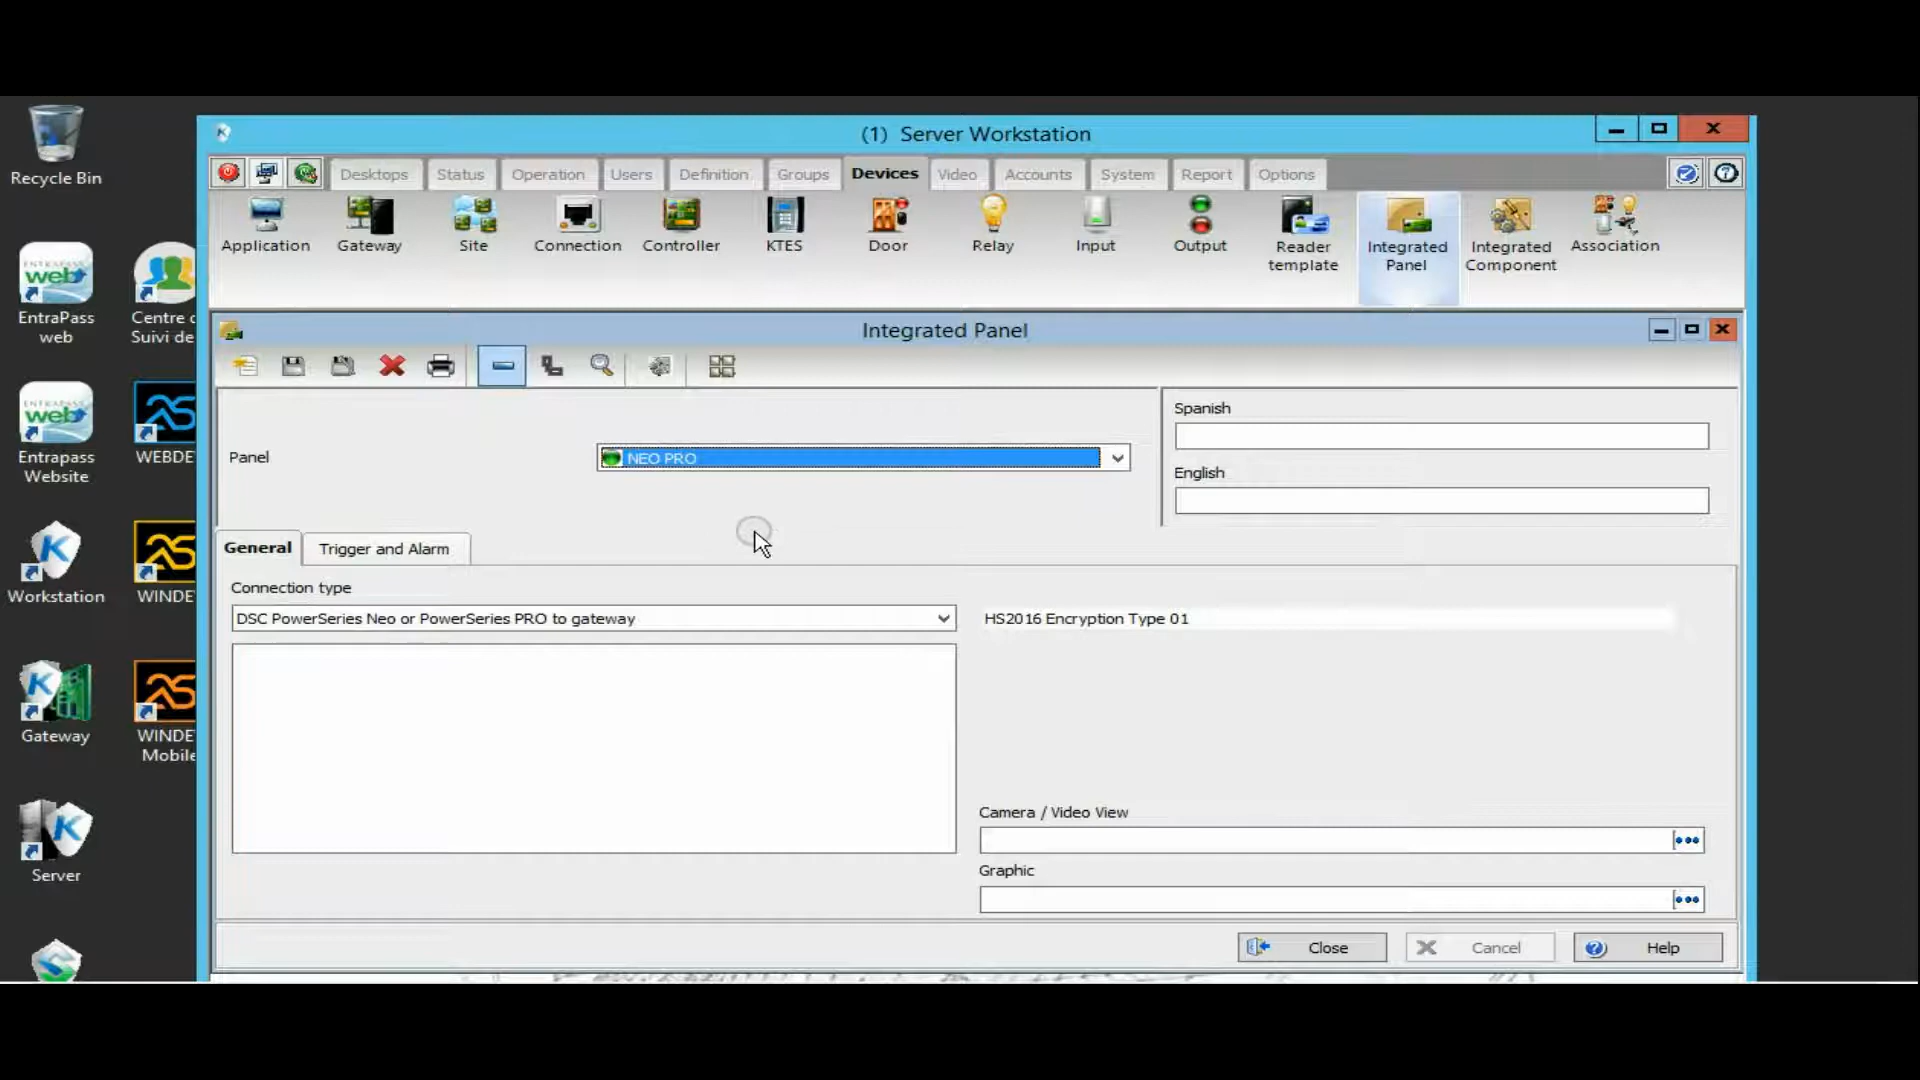 (1) Server Workstation
Desktops Status Operation Users Definition Groups Devices Video Accounts System Report Options
Application Gateway Site Connection Controller KTES Door Relay Input Output Reader template Integrated Panel Integrated Component Association
Integrated Panel
Panel
NEO PRO
Spanish
English
General Trigger and Alarm
Connection type
DSC PowerSeries Neo or PowerSeries PRO to gateway
HS2016 Encryption Type 01
Camera / Video View
Graphic
Close Cancel Help
Recycle Bin
ENTRAPASS
web
EntraPass web
Centre
Suivi de
ENTRAPASS
web
Entrapass Website
WEBDE
Workstation
WINDE
Gateway
WINDE
Mobile
Server